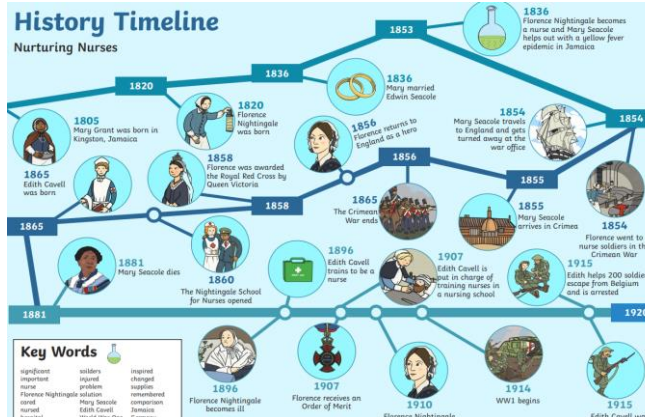 History Timeline
Nurturing Nurses
1836
Florence Nightingale becomes
a nurse and Mary Seacole
helps out with a yellow fever
epidemic in Jamaica
1853
1836
1820
1836
Mary married
Edwin Seacole
1820
Florence
Nightingale
was born
1805
Mary Grant was born in
Kingston, Jamaica
1854
Mary Seacole travels
to England and gets
turned away at the
war office
1854
1856
Florence returns to
England as a hero
1858
Florence was awarded
the Royal Red Cross by
Queen Victoria
1865
Edith Cavell
was born
1856
1855
1858
1865
1865
The Crimean
War ends
1855
Mary Seacole
arrives in Crimea
1854
Florence went to
nurse soldiers in the
Crimean War
1860
The Nightingale School
for Nurses opened
1881
Mary Seacole dies
1896
Edith Cavell
trains to be a
nurse
1907
Edith Cavell is
put in charge of
training nurses in
a nursing school
1915
Edith helps 200 soldie
escape from Belgium
and is arrested
1881
1920
1896
Florence Nightingale
becomes ill
1907
Florence receives an
Order of Merit
1910
Florence Nightingale
1914
WW1 begins
1915
Edith Cavell wa
Key Words
significant soilders inspired
important injured changed
nurse problem supplies
Florence Nightingale solution remembered
cared Mary Seacole comparison
nursed Edith Cavell Jamaica